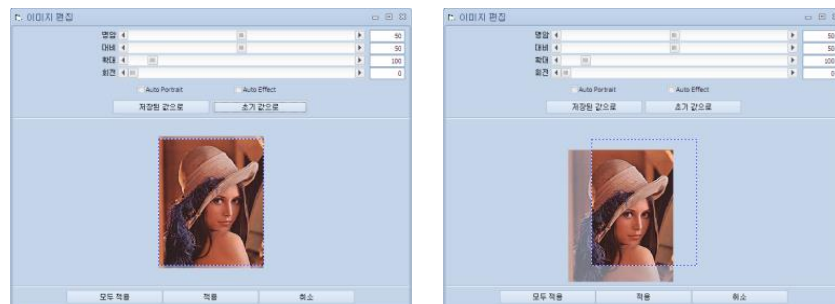 이미지 편집
명암 50
대비 50
확대 100
회전 0
Auto Portrait Auto Effect
저장된 값으로 초기 값으로
모두 적용 적용 취소
이미지 편집
명암 50
대비 50
확대 100
회전 0
Auto Portrait Auto Effect
저장된 값으로 초기 값으로
모두 적용 적용 취소